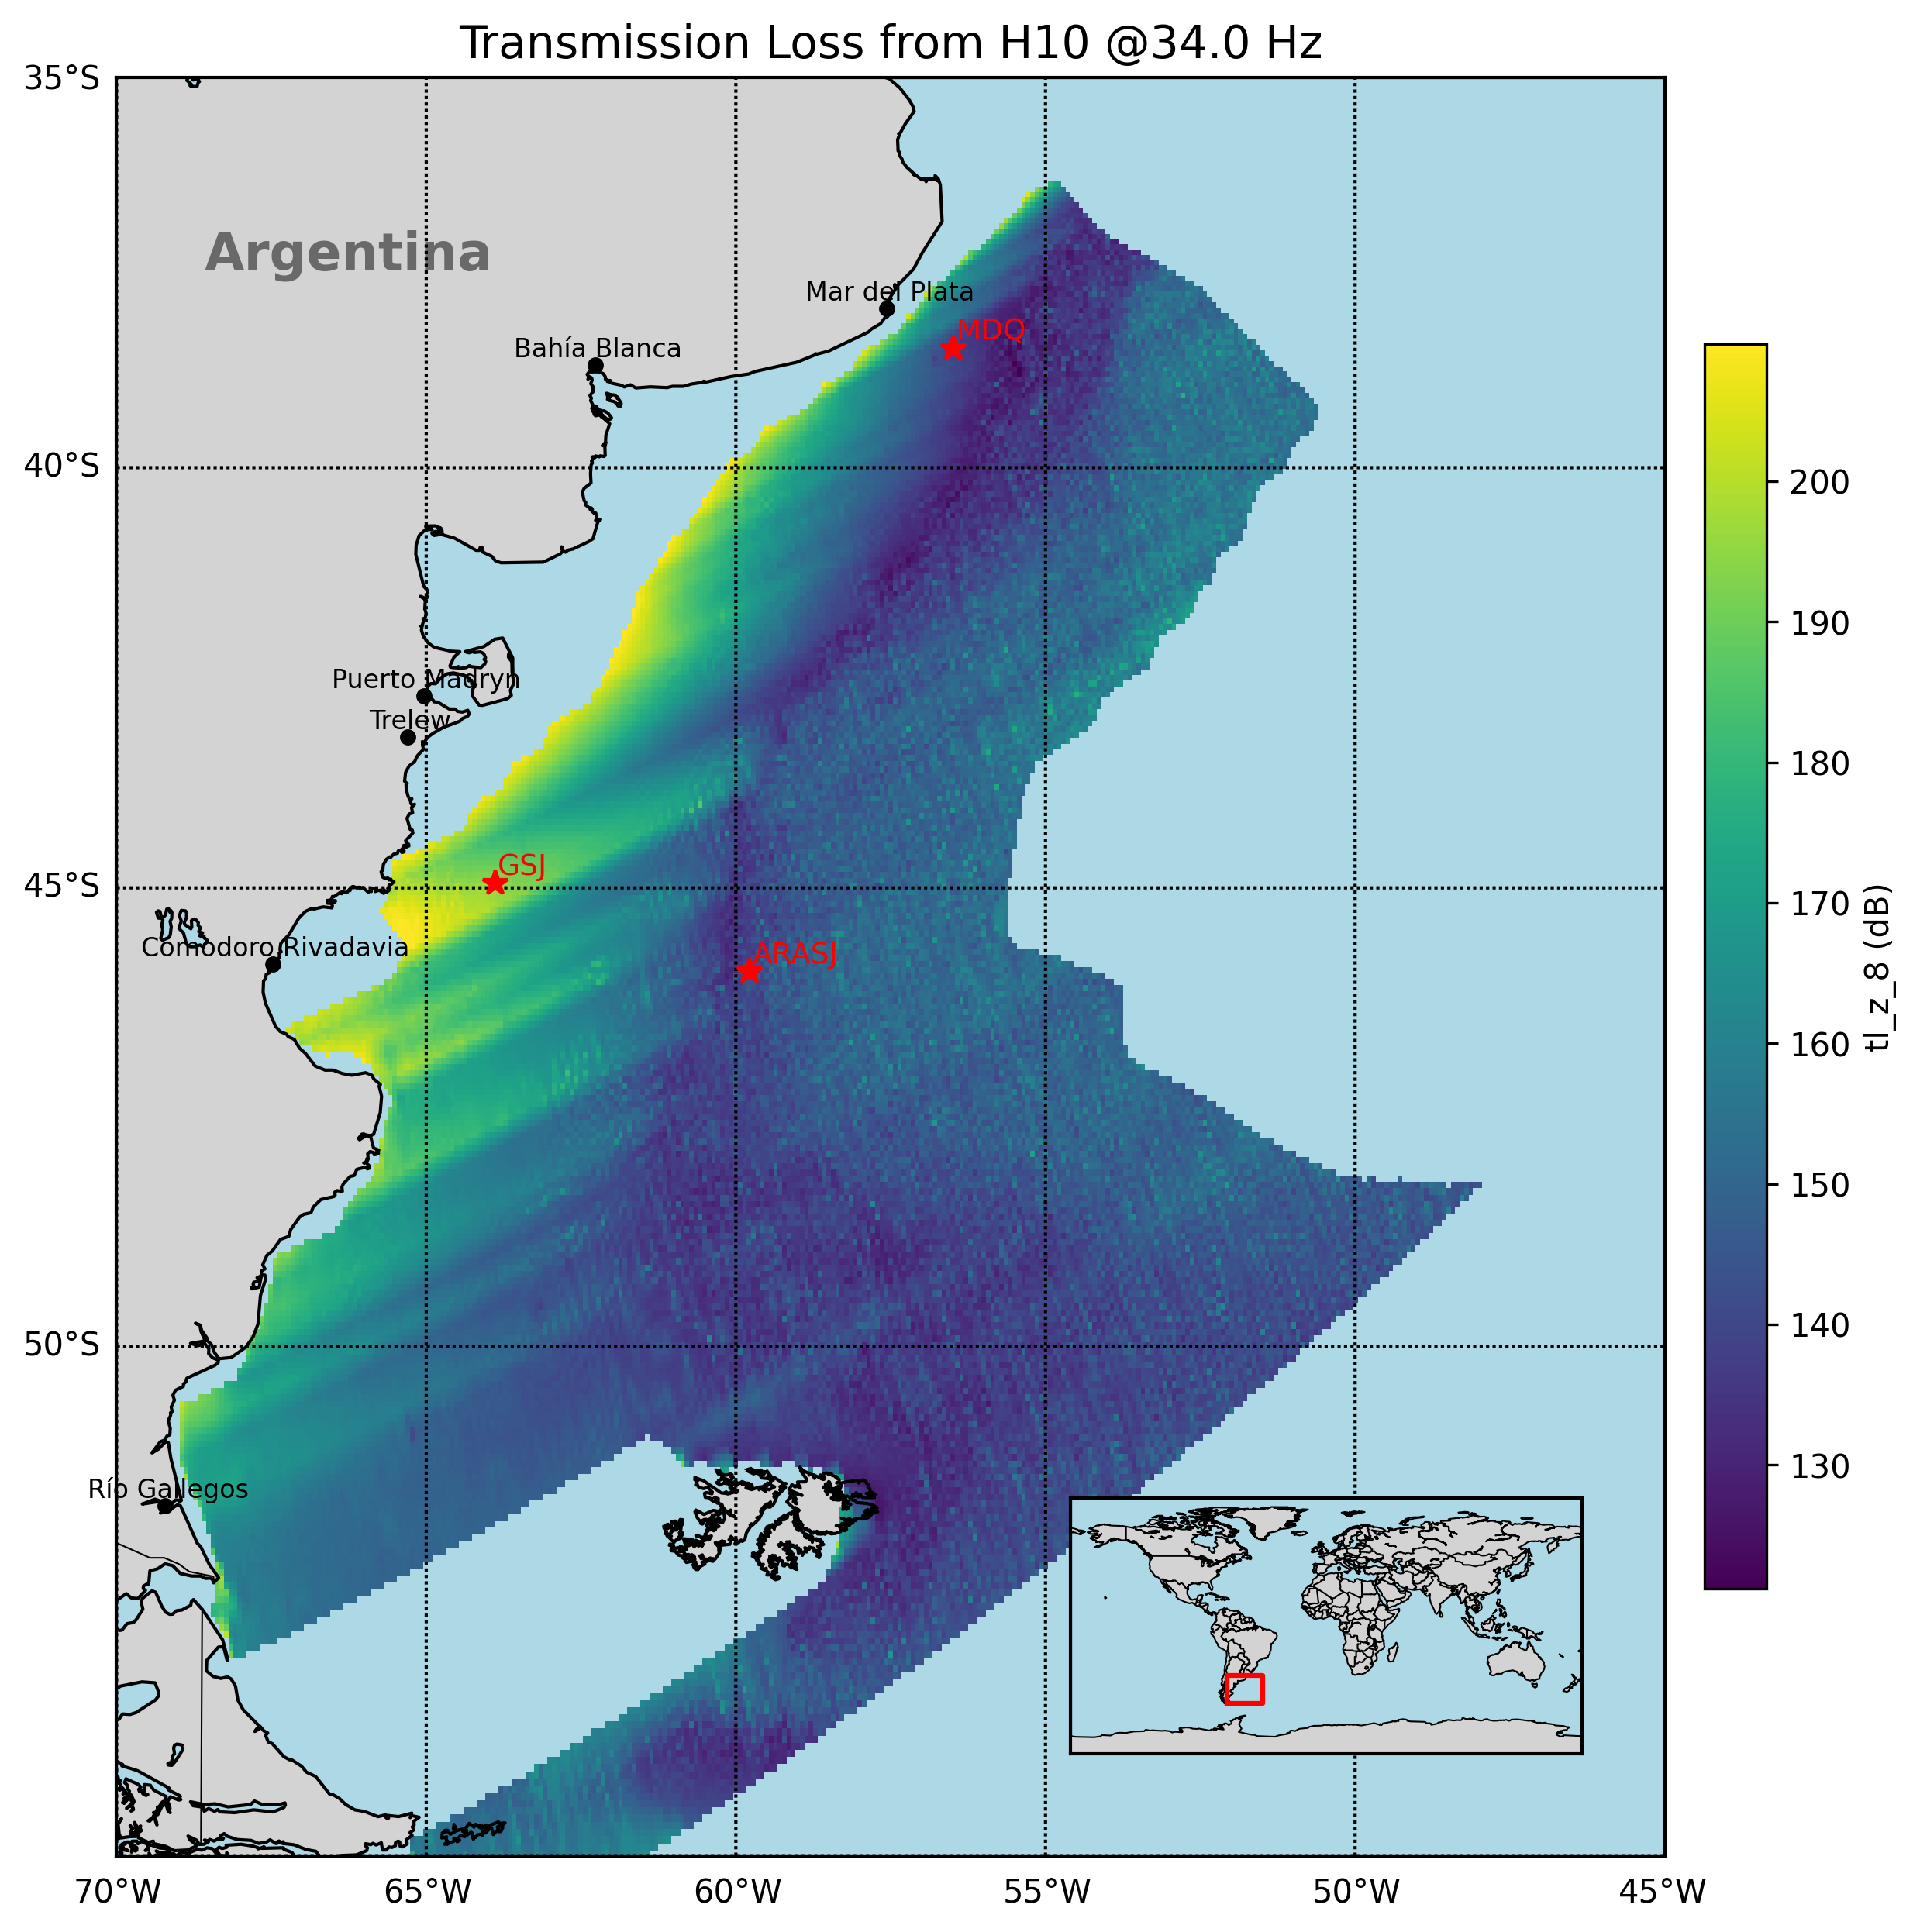 Transmission Loss from H10 @34.0 Hz
35°S
Argentina
Mar del Plata
MDQ
Bahía Blanca
40°S
200
190
Puerto Madryn
Trelew
180
GSJ
45°S
170
tl_z_8 (dB)
Comodoro Rivadavia
ARASJ
160
150
140
50°S
130
Río Gallegos
70°W
65°W
60°W
55°W
50°W
45°W